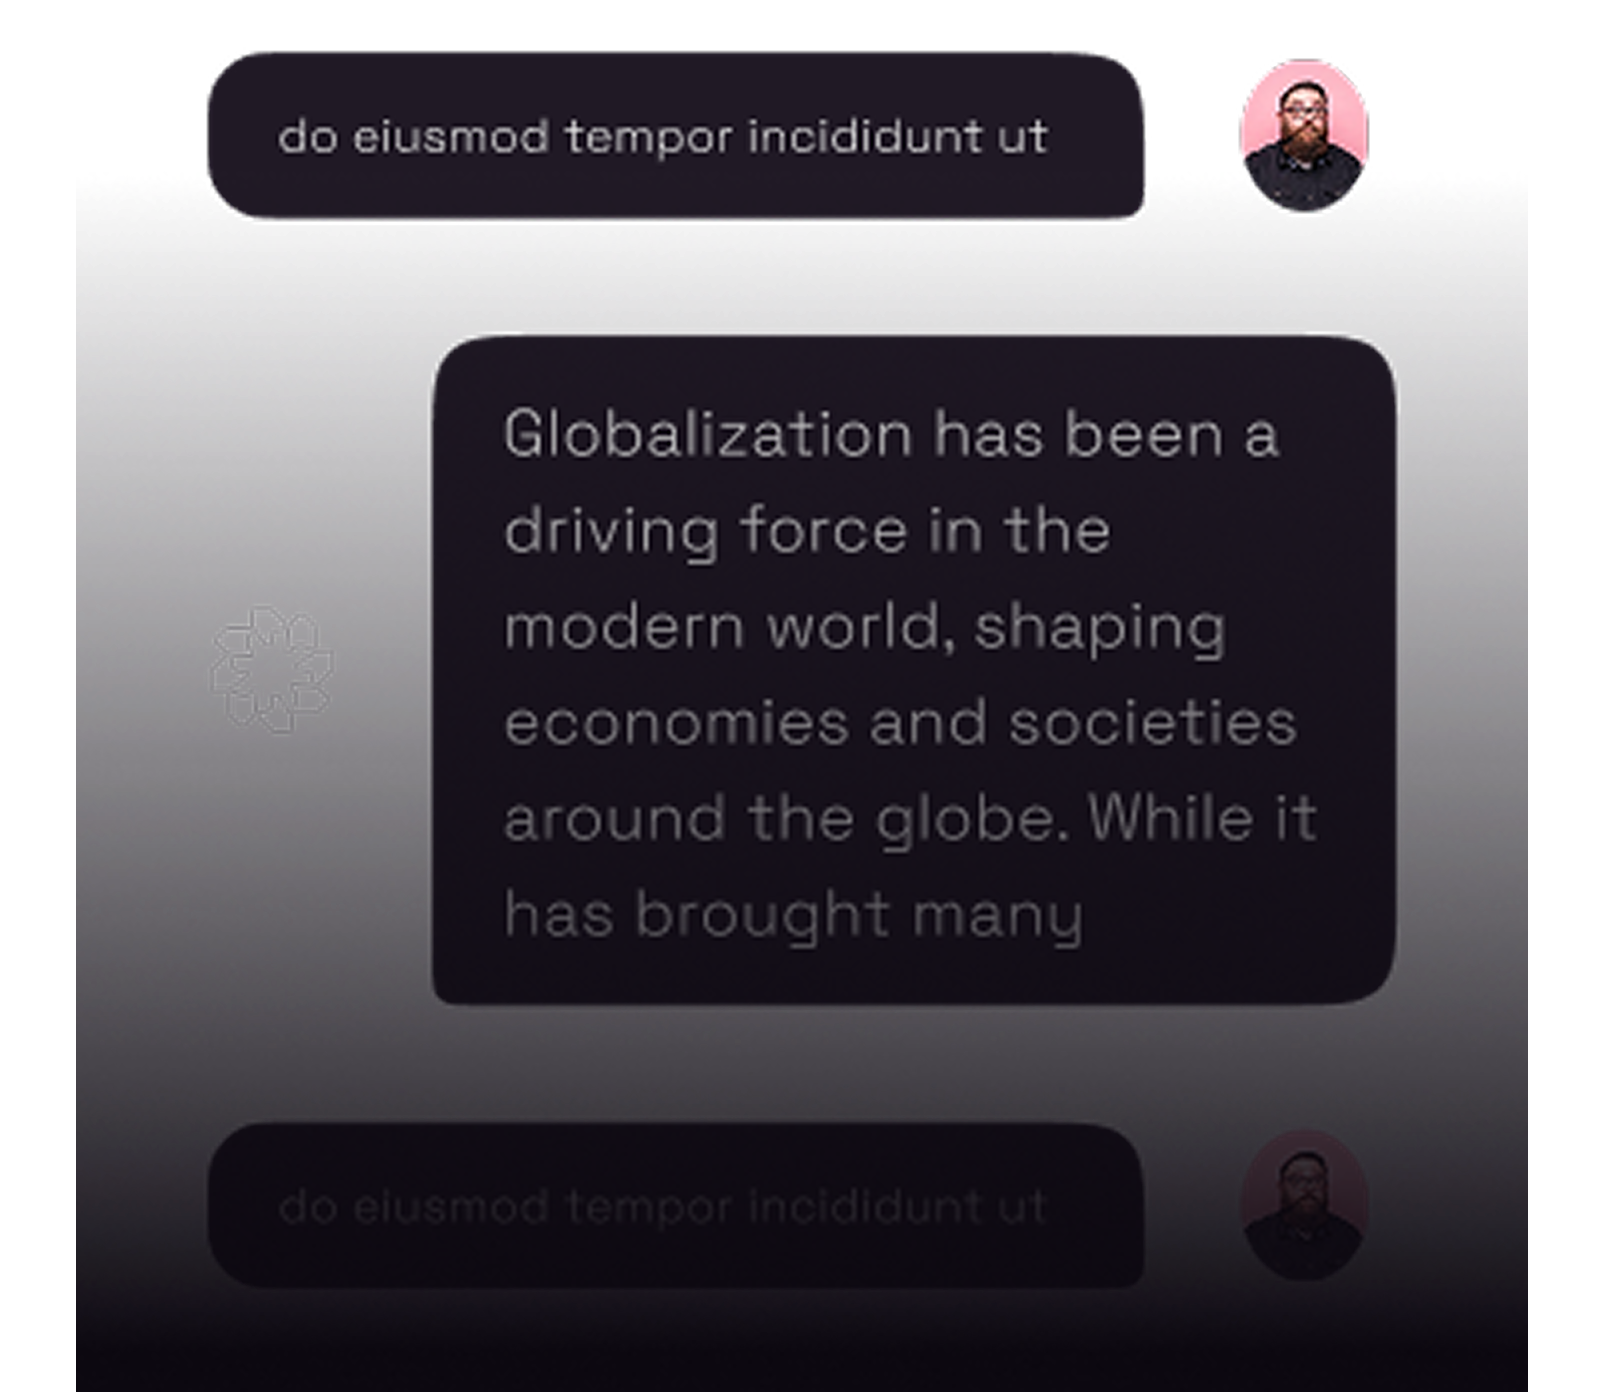 do eiusmod tempor incididunt ut
Globalization has been a
driving force in the
modern world, shaping
economies and societies
around the globe. While it
has brought many
do eiusmod tempor incididunt ut